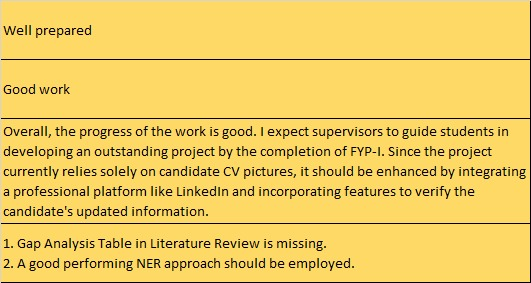 Well prepared
Good work
Overall, the progress of the work is good. I expect supervisors to guide students in
developing an outstanding project by the completion of FYP-I. Since the project
currently relies solely on candidate CV pictures, it should be enhanced by integrating
a professional platform like LinkedIn and incorporating features to verify the
candidate's updated information.
1. Gap Analysis Table in Literature Review is missing.
2. A good performing NER approach should be employed.